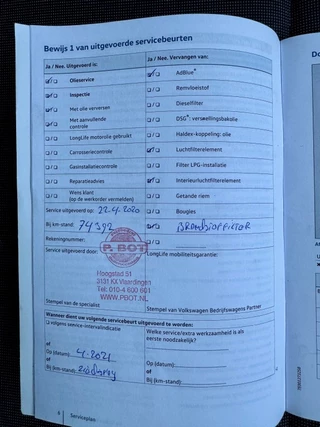 Bewijs 1 van uitgevoerde servicebeurten
Ja / Nee. Uitgevoerd is:
Ja / Nee. Vervangen van:
Olieservice
AdBlue®
Inspectie
Remvloeistof
Met olie verversen
Dieselfilter
Met aanvullende controle
DSG®: versnellingsbakolie
LongLife motorolie gebruikt
Haldex-koppeling: olie
Carrosseriecontrole
Luchtfilterelement
Gasinstallatiecontrole
Filter LPG-installatie
Reparatieadvies
Interieurluchtfilterelement
Wens klant
(op de werkorder vermelden)
Getande riem
Service uitgevoerd op: 22-4-2020
Bougies
Bij km-stand: 74392
BRANDSTOFFILTER
Rekeningnummer:
Service uitgevoerd door:
LongLife mobiliteitsgarantie:
P. BOT
Hoogstad 51
3131 KX Vlaardingen
Tel: 010-4 600 601
WWW.PBOT.NL
Stempel van de specialist
Stempel van Volkswagen Bedrijfswagens Partner
Wanneer dient uw volgende servicebeurt uitgevoerd te worden:
volgens service-intervalindicatie
Welke service/extra werkzaamheid is als eerste noodzakelijk?
of
Op (datum): 4-2021
Op (datum):
of
of
Bij (km-stand):
Bij (km-stand):
8 Serviceplan